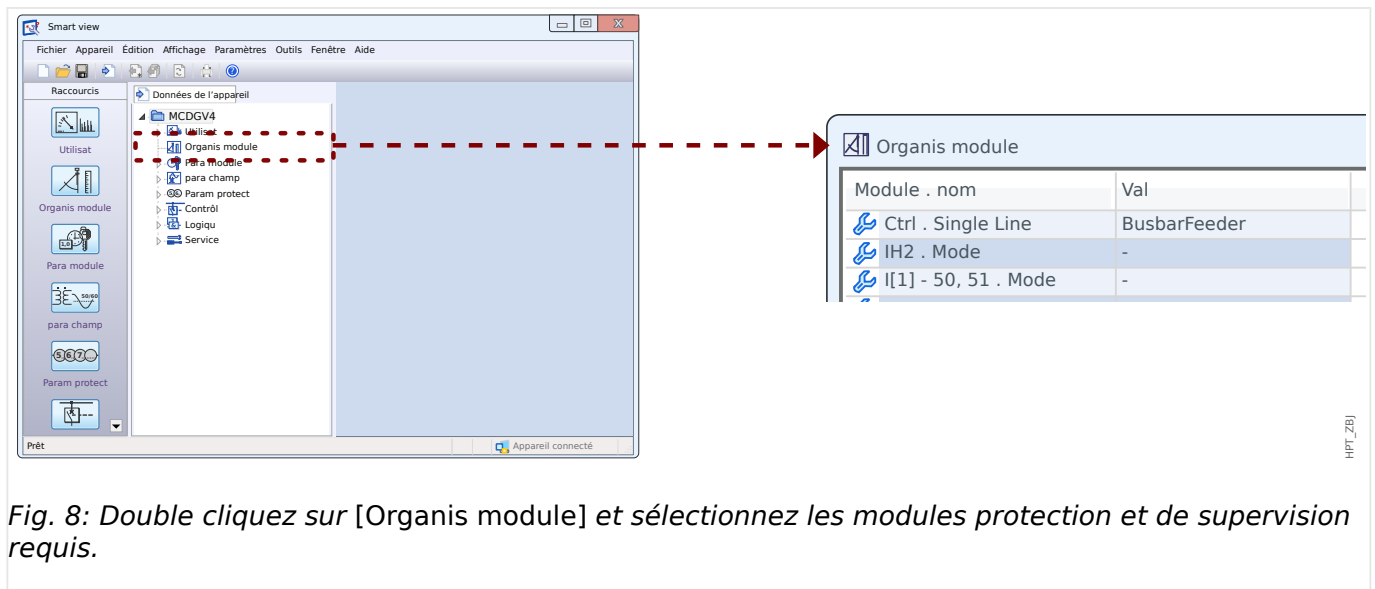 Smart view
Fichier Appareil Édition Affichage Paramètres Outils Fenêtre Aide
Raccourcis
Utilisat
Organis module
Para module
50/60
para champ
Param protect
Données de l'appareil
MCDGV4
Utilisat
Organis module
Para module
para champ
Param protect
Contrôl
Logiqu
Service
Prêt
Appareil connecté
Organis module
Module . nom Val
Ctrl . Single Line BusbarFeeder
IH2 . Mode -
I[1] - 50, 51 . Mode -
HPT_ZBJ
Fig. 8: Double cliquez sur [Organis module] et sélectionnez les modules protection et de supervision
requis.